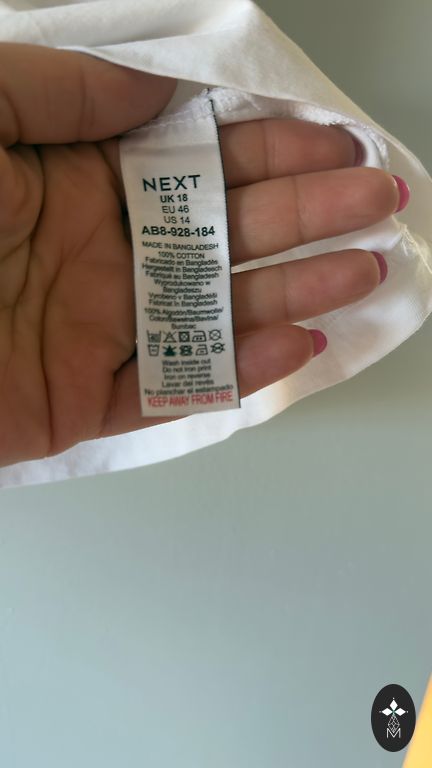 NEXT
UK 18
EU 46
US 14
AB8-928-184
MADE IN BANGLADESH
100% COTTON
Fabricado en Bangladés
Hergestellt in Bangladesch
Fabriqué au Bangladesh
Wyprodukowano w
Bangladeszu
Vyrobeno v Bangladéši
Fabricat în Bangladesh
100% Algodón/Baumwolle/
Coton/Bawełna/Bavlna/
Bumbac
Wash inside out
Do not iron print
Iron on reverse
Lavar del revés
No planchar el estampado
KEEP AWAY FROM FIRE
M